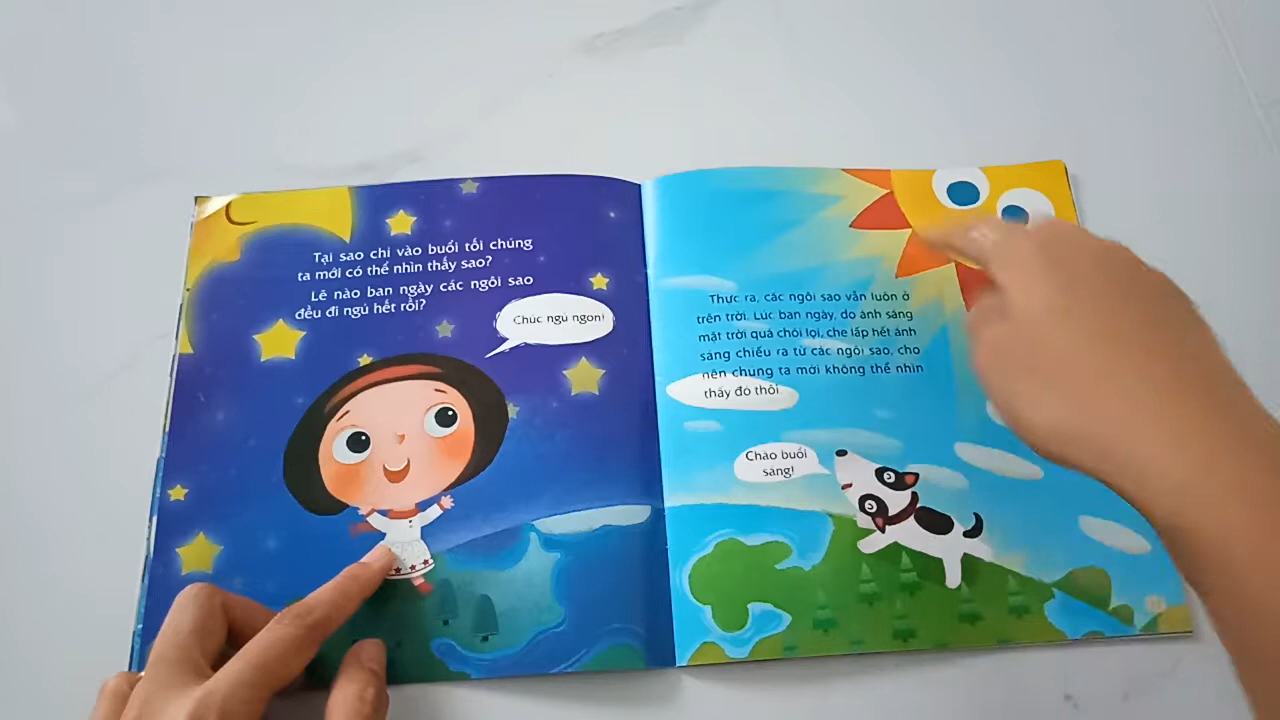 Tại sao chỉ vào buổi tối chúng
ta mới có thể nhìn thấy sao?
Lẽ nào ban ngày các ngôi sao
đều đi ngủ hết rồi?
Chúc ngủ ngon!
Thực ra, các ngôi sao vẫn luôn ở
trên trời. Lúc ban ngày, do ánh sáng
mặt trời quá chói lọi, che lấp hết ánh
sáng chiếu ra từ các ngôi sao, cho
nên chúng ta mới không thể nhìn
thấy đó thôi.
Chào buổi
sáng!